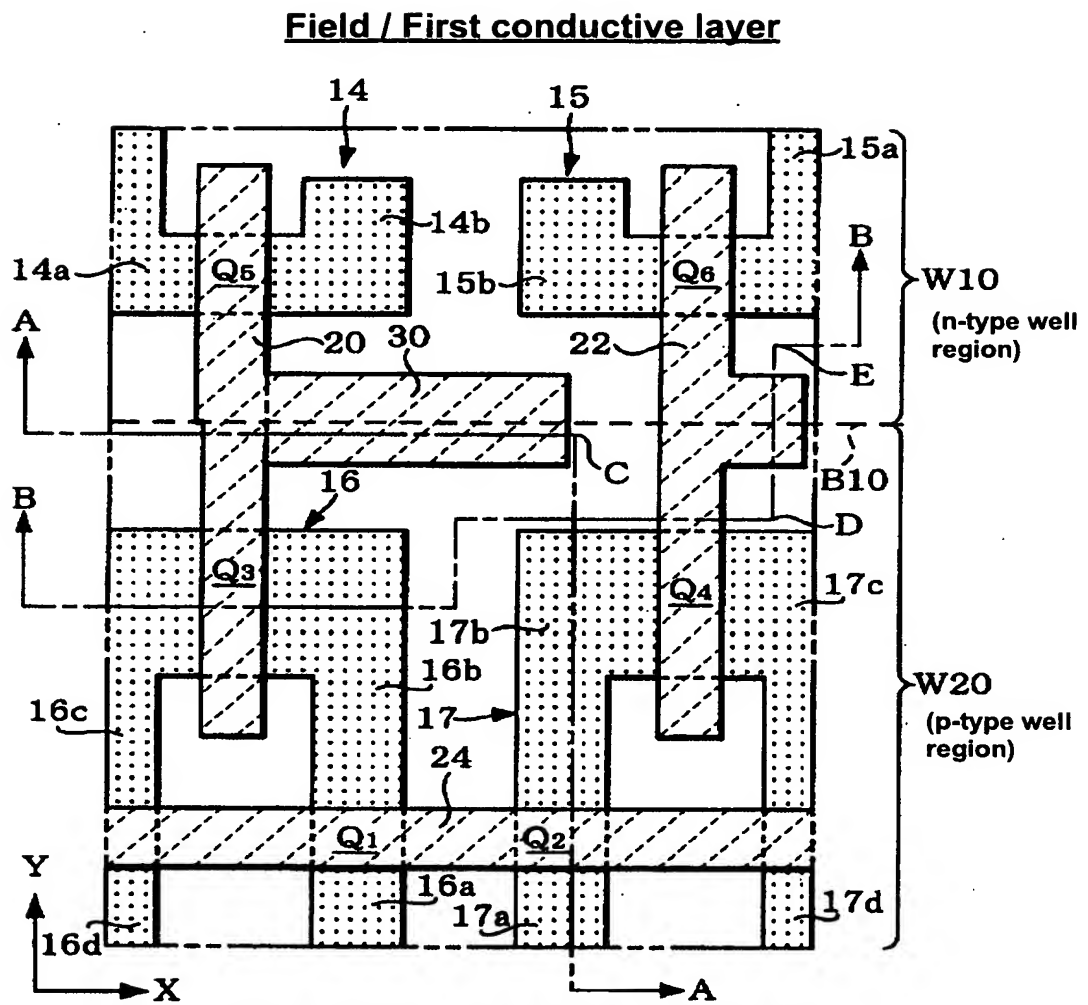 Field / First conductive layer
14
15
15a
14b
B
14a
Q5
15b
Q6
W10
(n-type well region)
A
20
30
22
E
C
B10
B
16
D
Q3
Q4
17c
17b
16b
W20
(p-type well region)
16c
17
24
Q1
Q2
Y
16a
17a
17d
16d
X
A